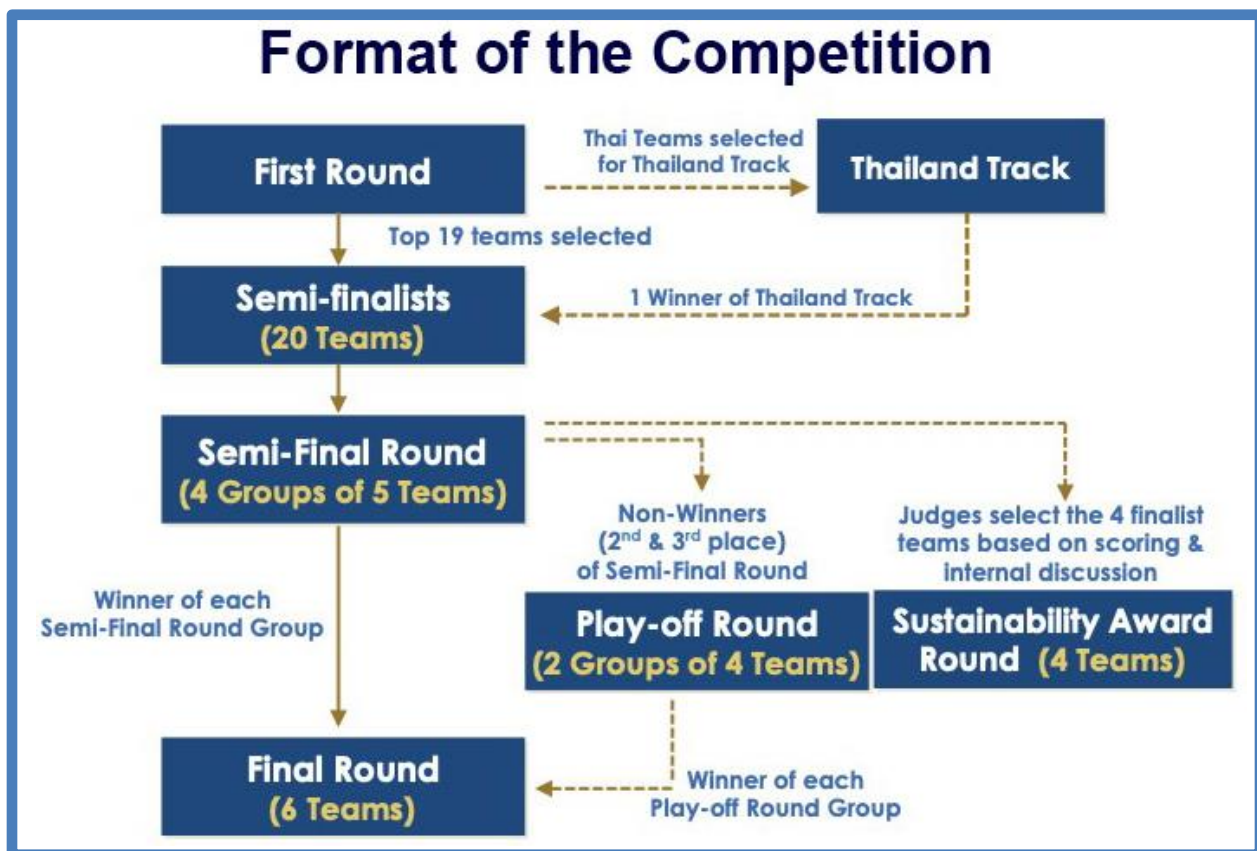 Format of the Competition
First Round
Thai Teams selected
for Thailand Track
Thailand Track
Top 19 teams selected
Semi-finalists
(20 Teams)
1 Winner of Thailand Track
Semi-Final Round
(4 Groups of 5 Teams)
Non-Winners
(2nd & 3rd place)
of Semi-Final Round
Judges select the 4 finalist
teams based on scoring &
internal discussion
Winner of each
Semi-Final Round Group
Play-off Round
(2 Groups of 4 Teams)
Sustainability Award
Round (4 Teams)
Final Round
(6 Teams)
Winner of each
Play-off Round Group